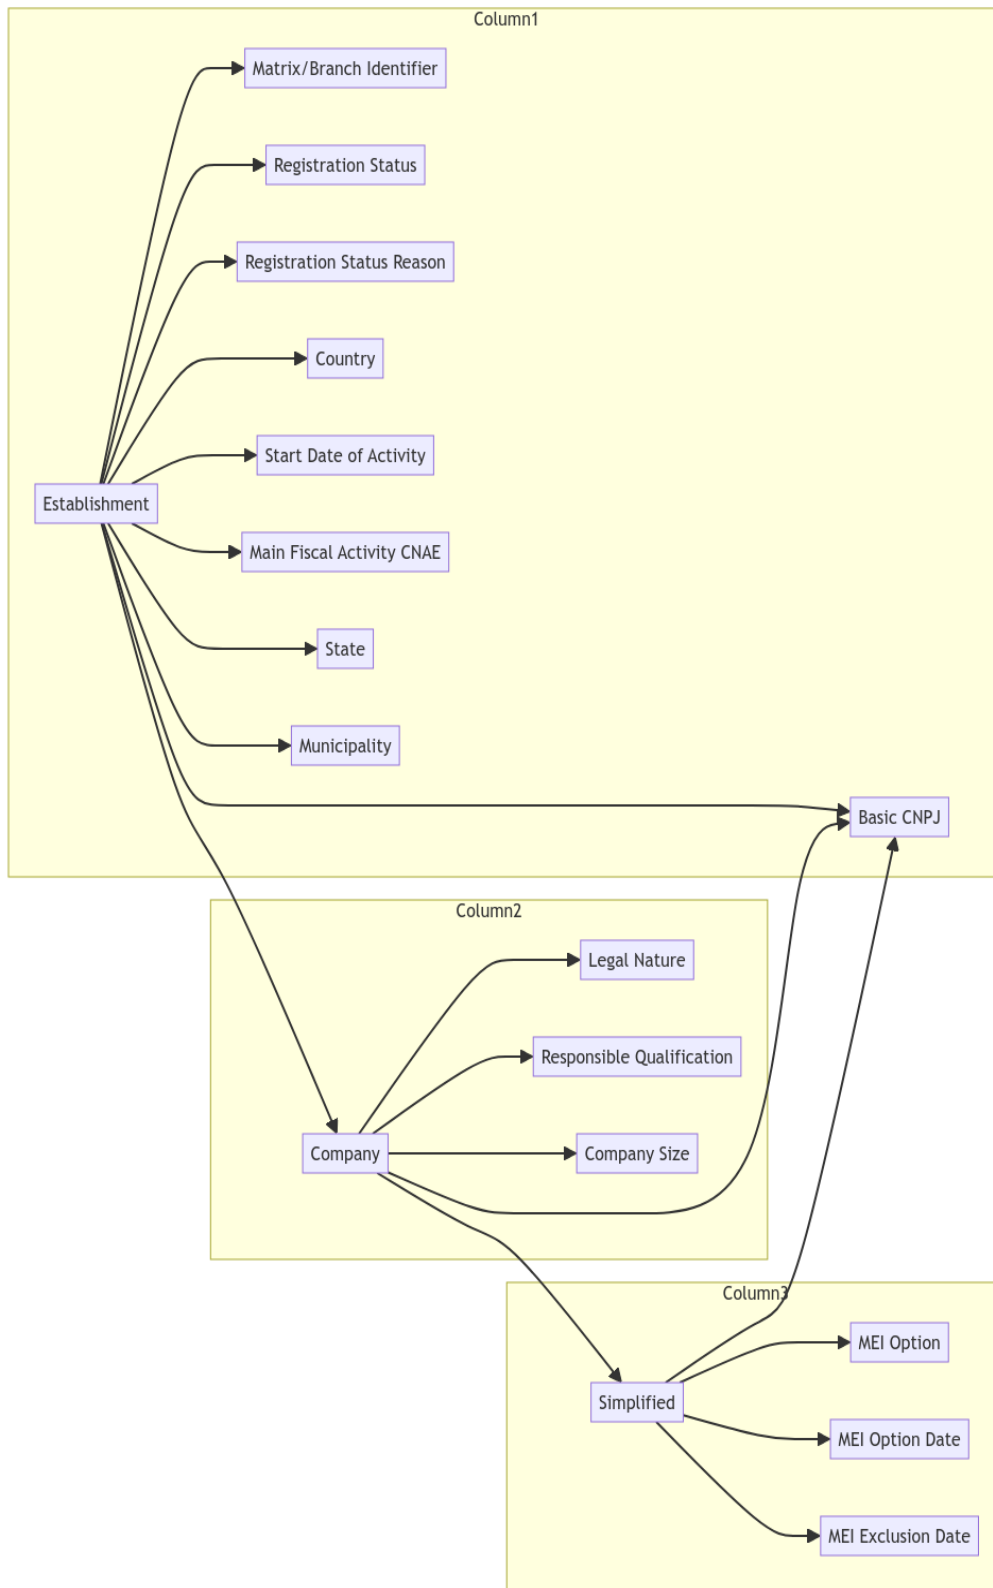 Column1
Matrix/Branch Identifier
Registration Status
Registration Status Reason
Country
Start Date of Activity
Establishment
Main Fiscal Activity CNAE
State
Municipality
Basic CNPJ
Column2
Legal Nature
Responsible Qualification
Company
Company Size
Column3
MEI Option
Simplified
MEI Option Date
MEI Exclusion Date